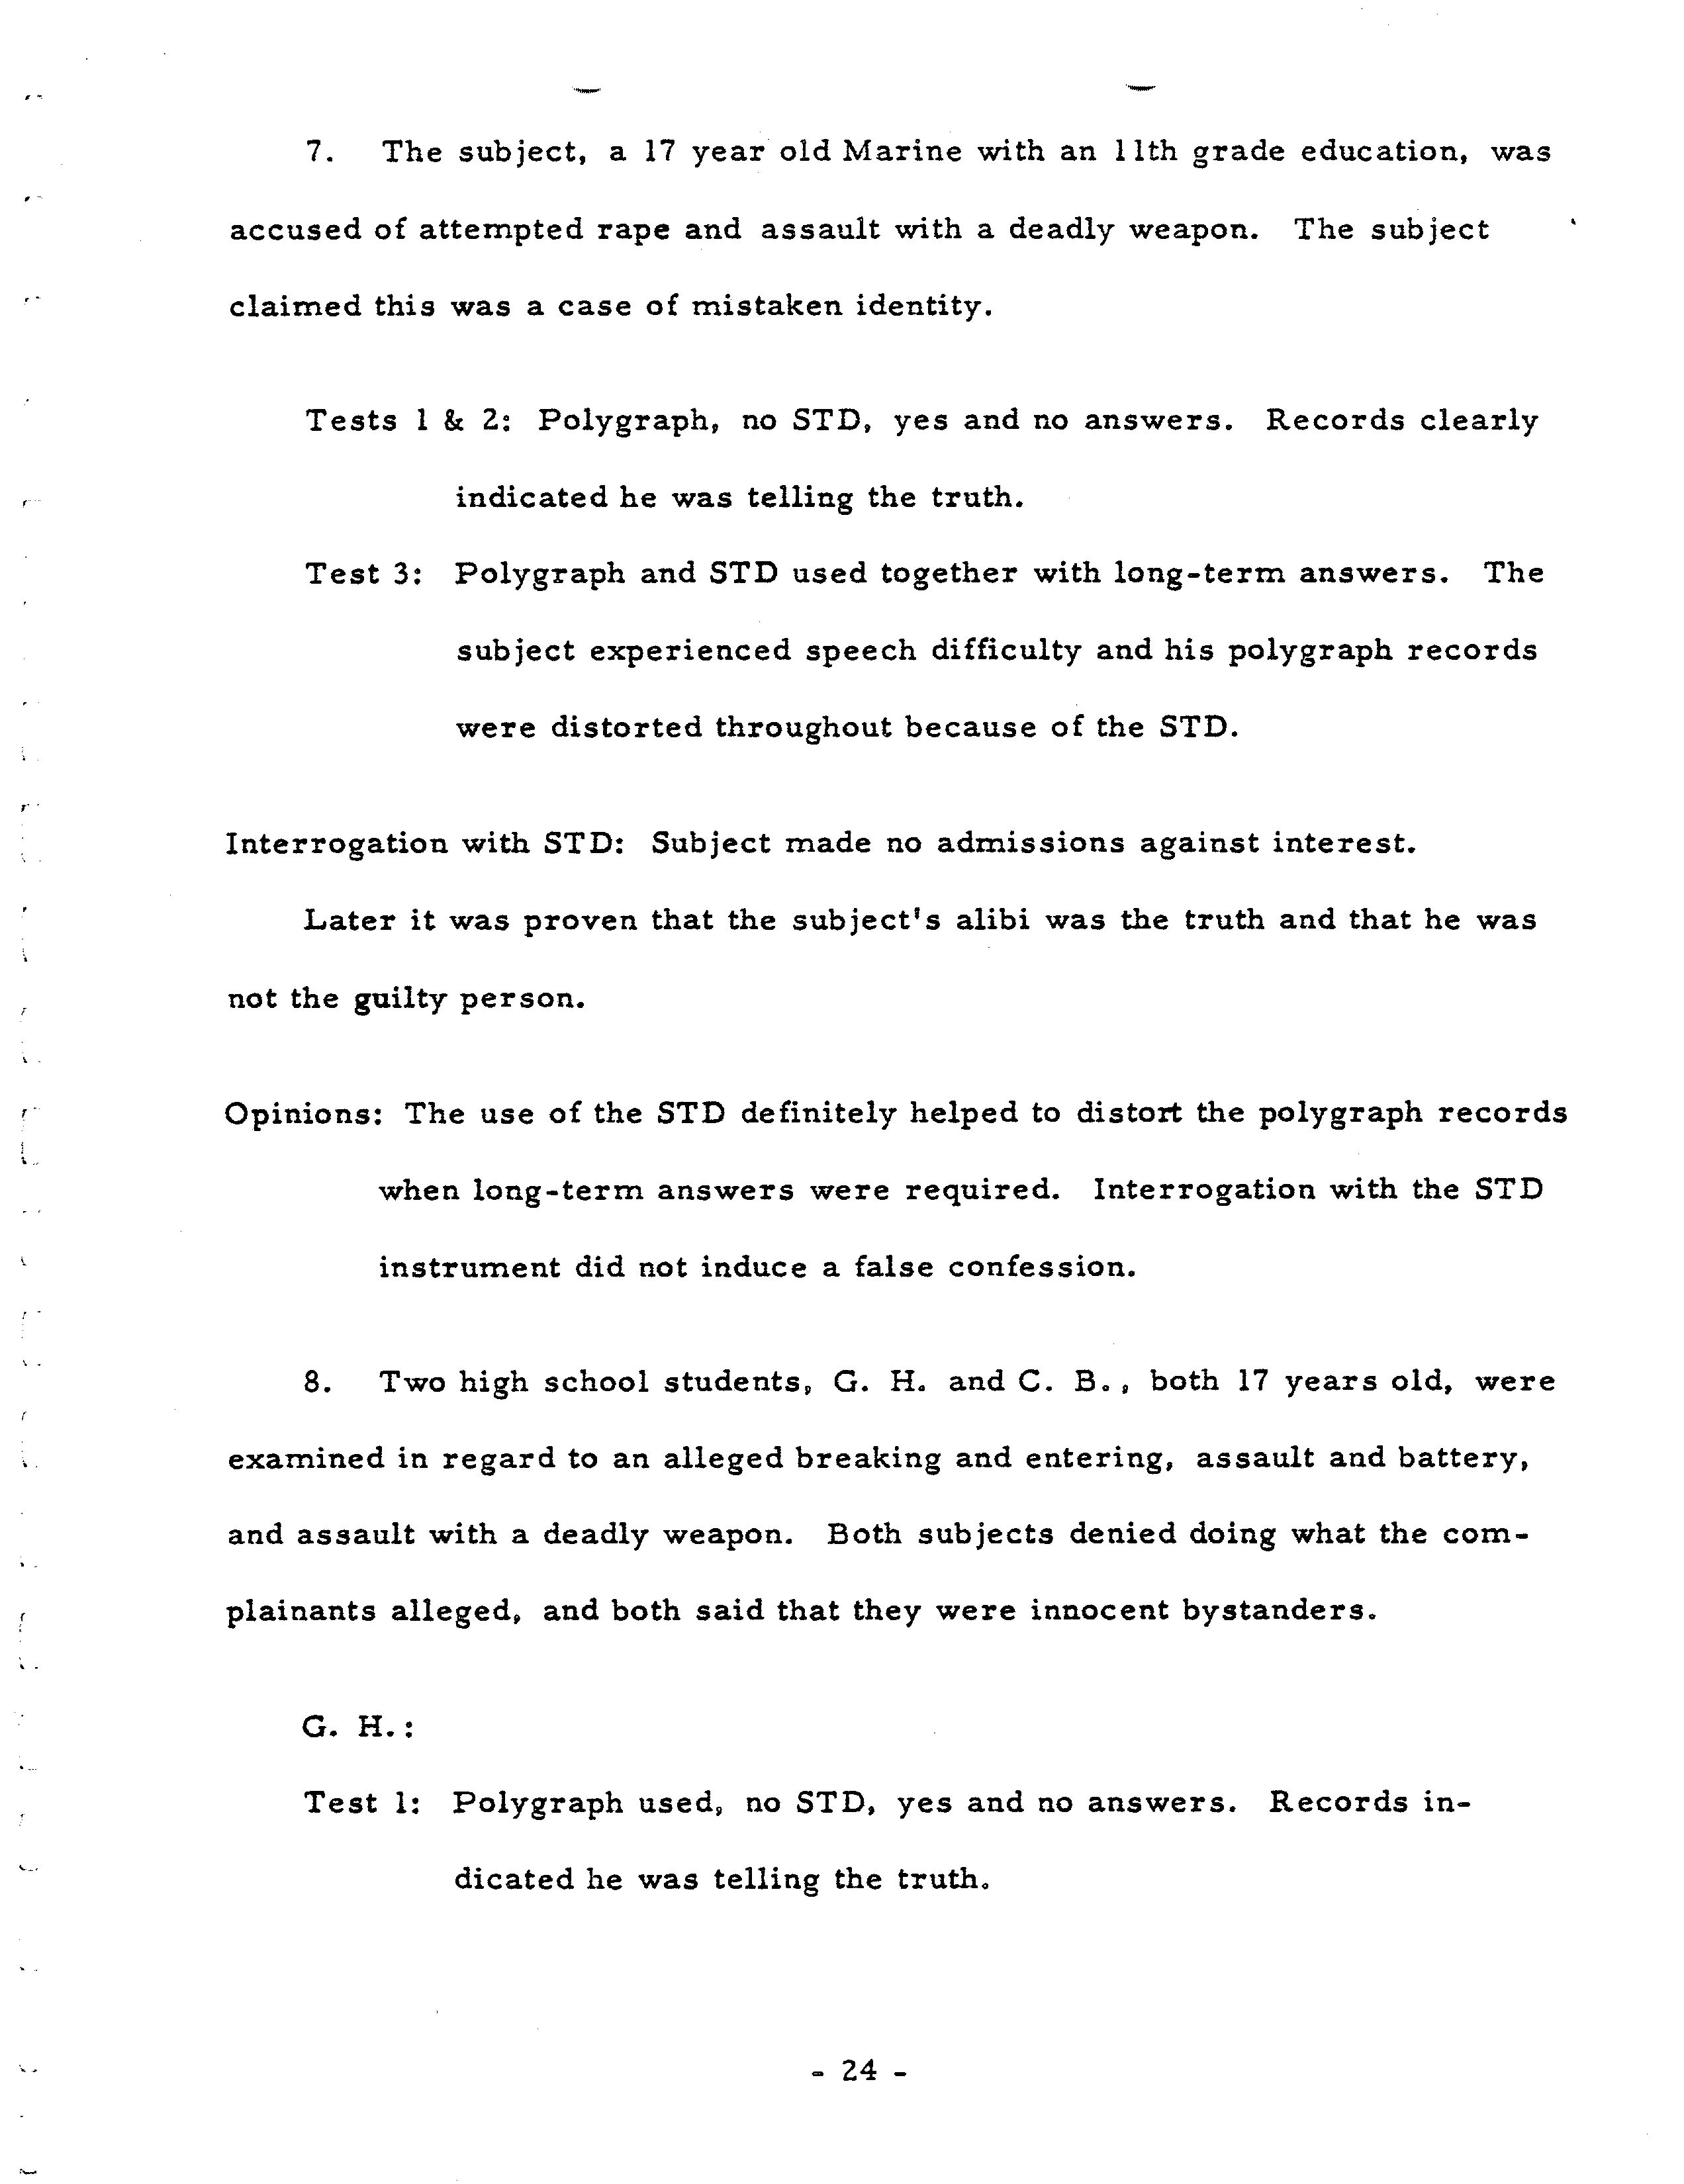 7. The subject, a 17 year old Marine with an 11th grade education, was
accused of attempted rape and assault with a deadly weapon. The subject
claimed this was a case of mistaken identity.
Tests 1 & 2: Polygraph, no STD, yes and no answers. Records clearly
indicated he was telling the truth.
Test 3: Polygraph and STD used together with long-term answers. The
subject experienced speech difficulty and his polygraph records
were distorted throughout because of the STD.
Interrogation with STD: Subject made no admissions against interest.
Later it was proven that the subject's alibi was the truth and that he was
not the guilty person.
Opinions: The use of the STD definitely helped to distort the polygraph records
when long-term answers were required. Interrogation with the STD
instrument did not induce a false confession.
8. Two high school students, G. H. and C. B., both 17 years old, were
examined in regard to an alleged breaking and entering, assault and battery,
and assault with a deadly weapon. Both subjects denied doing what the com-
plainants alleged, and both said that they were innocent bystanders.
G. H.:
Test 1: Polygraph used, no STD, yes and no answers. Records in-
dicated he was telling the truth.
- 24 -